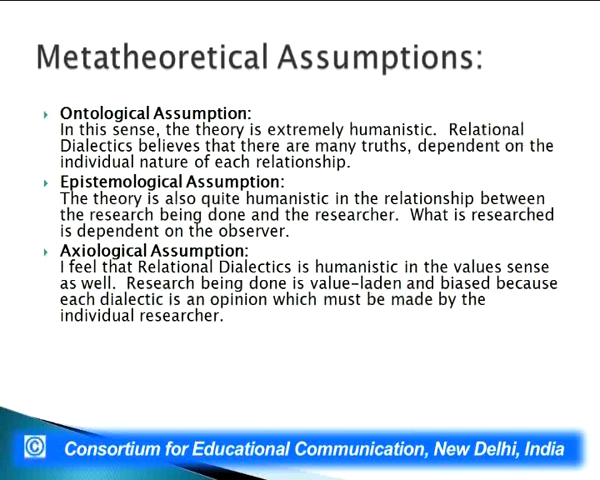 Metatheoretical Assumptions:
Ontological Assumption:
In this sense, the theory is extremely humanistic. Relational
Dialectics believes that there are many truths, dependent on the
individual nature of each relationship.
Epistemological Assumption:
The theory is also quite humanistic in the relationship between
the research being done and the researcher. What is researched
is dependent on the observer.
Axiological Assumption:
I feel that Relational Dialectics is humanistic in the values sense
as well. Research being done is value-laden and biased because
each dialectic is an opinion which must be made by the
individual researcher.
© Consortium for Educational Communication, New Delhi, India